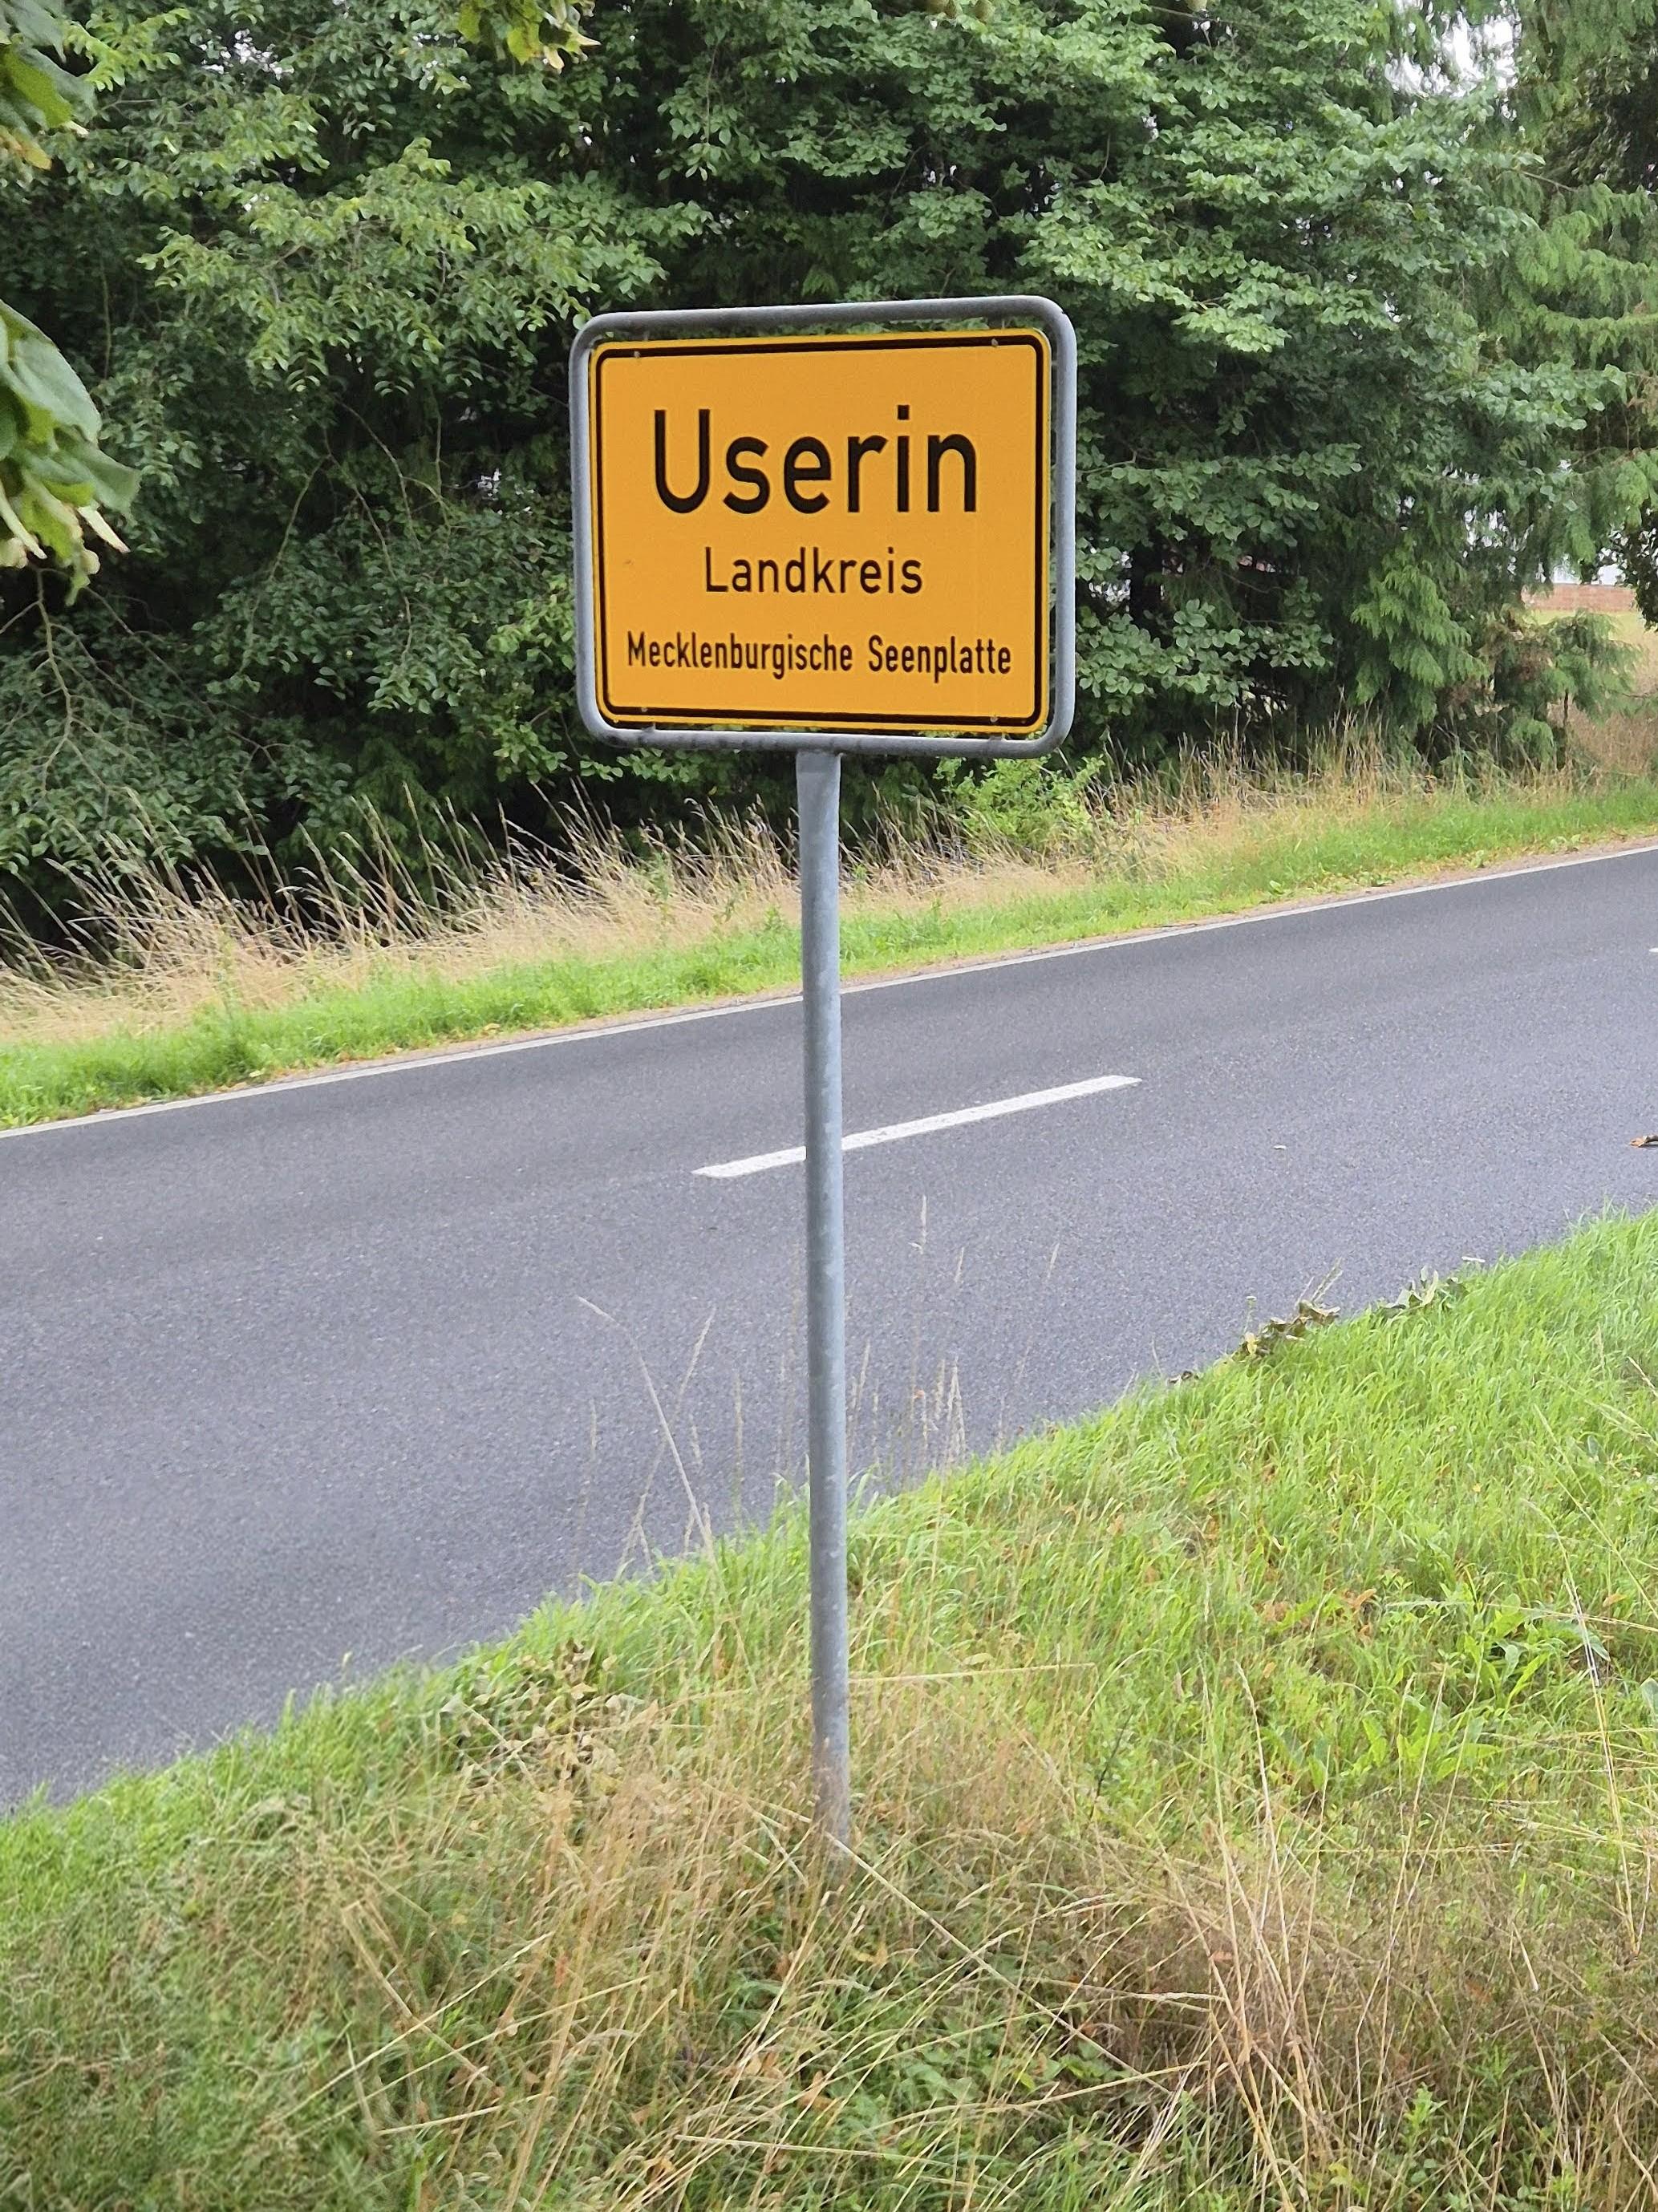 Userin
Landkreis
Mecklenburgische Seenplatte